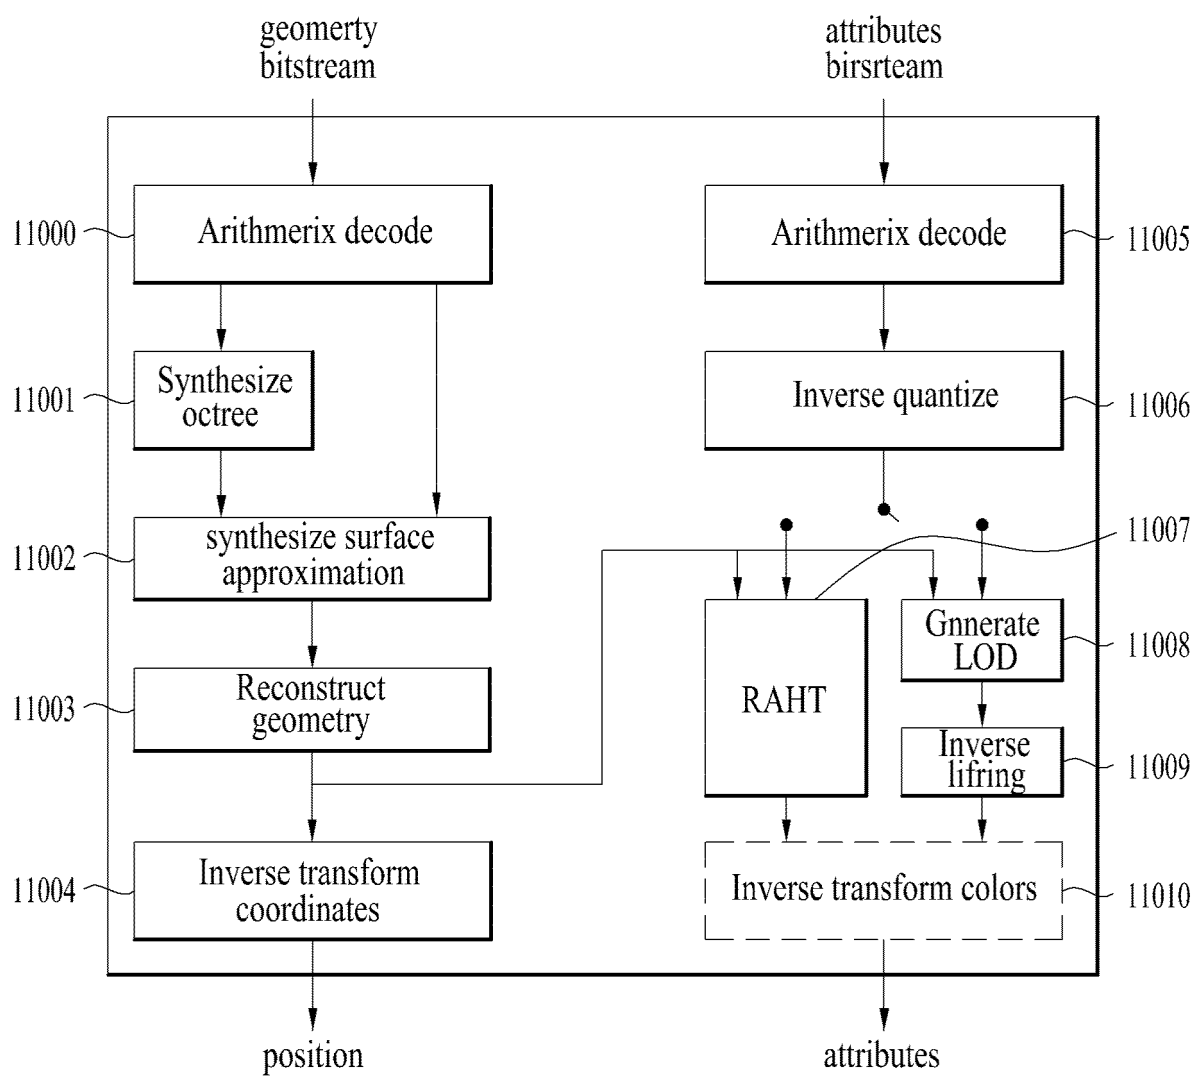 geomerty
bitstream
attributes
birsrteam
11000
Arithmerix decode
Arithmerix decode
11005
11001
Synthesize
octree
Inverse quantize
11006
11002
synthesize surface
approximation
11007
RAHT
Gnnerate
LOD
11008
11003
Reconstruct
geometry
Inverse
lifring
11009
11004
Inverse transform
coordinates
Inverse transform colors
11010
position
attributes